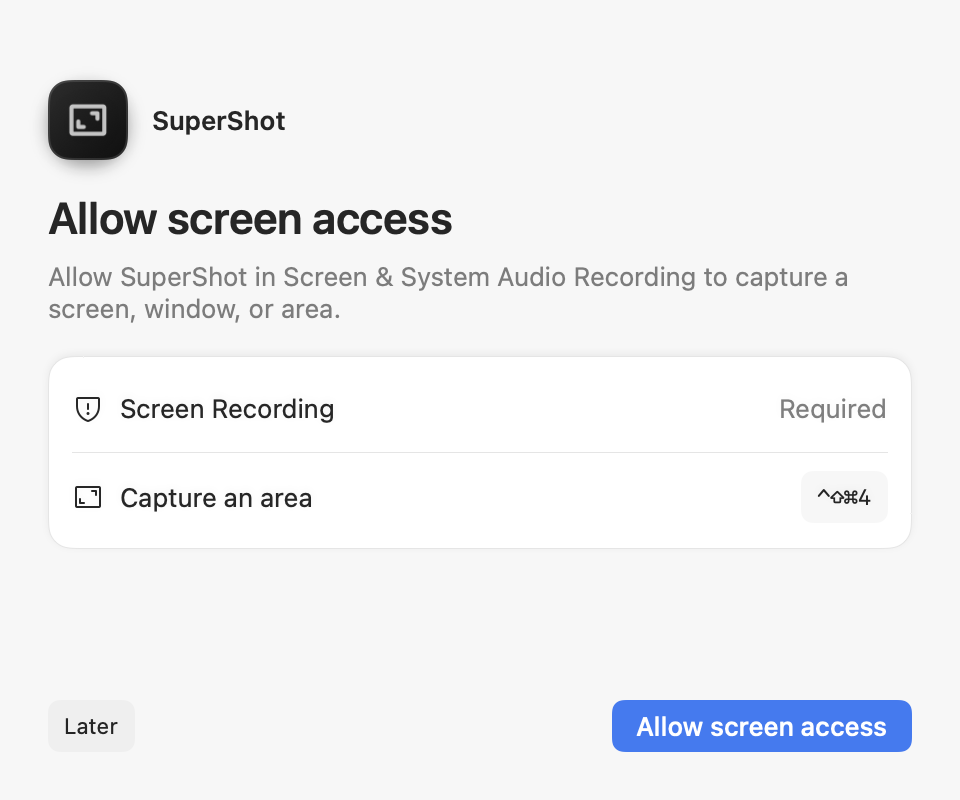 SuperShot
Allow screen access
Allow SuperShot in Screen & System Audio Recording to capture a
screen, window, or area.
Screen Recording
Required
Capture an area
^⇧⌘4
Later
Allow screen access